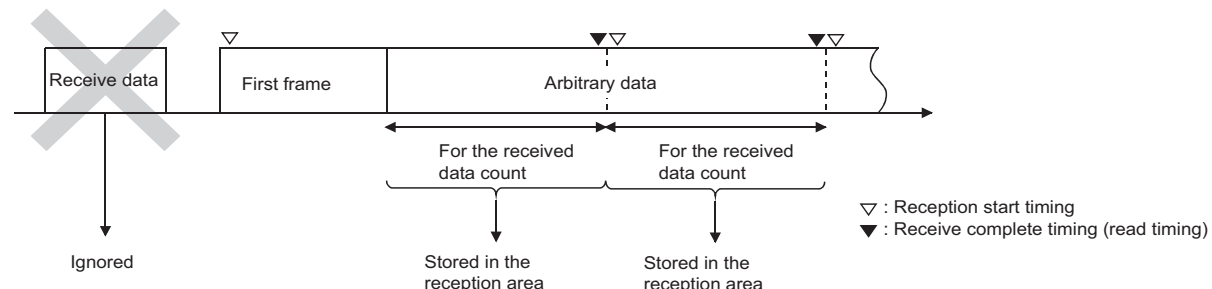 Receive data
First frame
Arbitrary data
For the received
data count
For the received
data count
▽ : Reception start timing
▼ : Receive complete timing (read timing)
Ignored
Stored in the
reception area
Stored in the
reception area